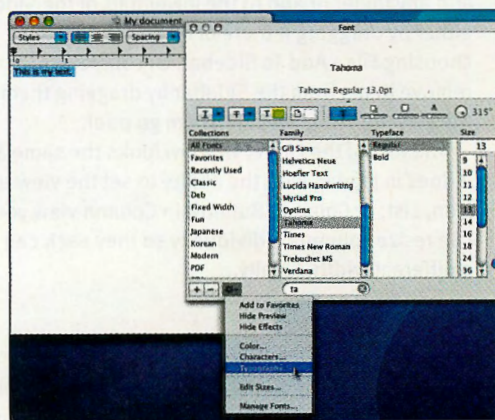 My document
Styles Spacing
0 1
This is my text.
Font
Tahoma
Tahoma Regular 13.0pt
T T T T A 315°
Collections Family Typeface Size
All Fonts
Favorites
Recently Used
Classic
Deb
Fixed Width
Fun
Japanese
Korean
Modern
PDF
Gill Sans
Helvetica Neue
Hoefler Text
Lucida Handwriting
Myriad Pro
Optima
Tahoma
Times
Times New Roman
Trebuchet MS
Verdana
Regular
Bold
13
9
10
11
12
13
14
16
18
24
36
ta
Add to Favorites
Hide Preview
Hide Effects
Color...
Characters...
Typography...
Edit Sizes...
Manage Fonts...